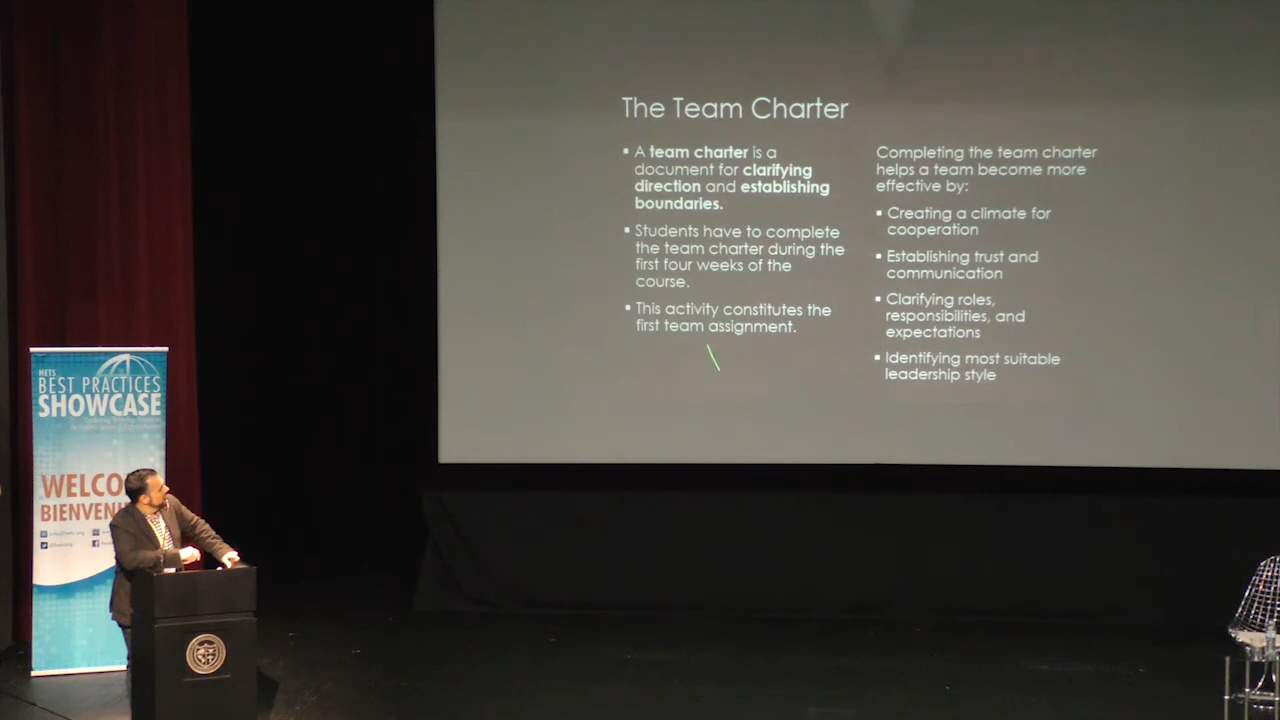 The Team Charter
▪ A team charter is a
document for clarifying
direction and establishing
boundaries.
▪ Students have to complete
the team charter during the
first four weeks of the
course.
▪ This activity constitutes the
first team assignment.
Completing the team charter
helps a team become more
effective by:
▪ Creating a climate for
cooperation
▪ Establishing trust and
communication
▪ Clarifying roles,
responsibilities, and
expectations
▪ Identifying most suitable
leadership style
HETS
BEST PRACTICES
SHOWCASE
WELCO
BIENVEN